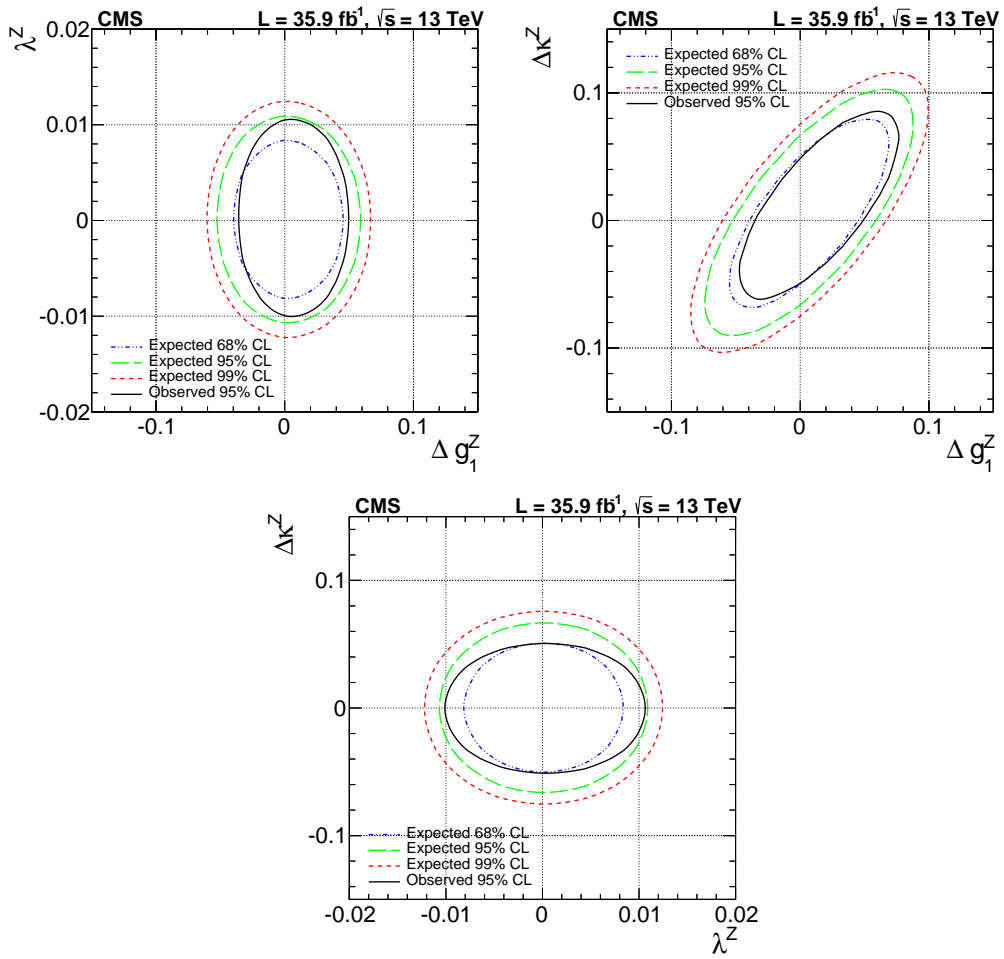 CMS L = 35.9 fb⁻¹, √s = 13 TeV
λᶻ
0.02
0.01
0
-0.01
-0.02
Expected 68% CL
Expected 95% CL
Expected 99% CL
Observed 95% CL
-0.1 0 0.1
Δ g₁ᶻ
CMS L = 35.9 fb⁻¹, √s = 13 TeV
Δκᶻ
Expected 68% CL
Expected 95% CL
Expected 99% CL
Observed 95% CL
0.1
0
-0.1
-0.1 0 0.1
Δ g₁ᶻ
CMS L = 35.9 fb⁻¹, √s = 13 TeV
Δκᶻ
0.1
0
-0.1
Expected 68% CL
Expected 95% CL
Expected 99% CL
Observed 95% CL
-0.02 -0.01 0 0.01 0.02
λᶻ